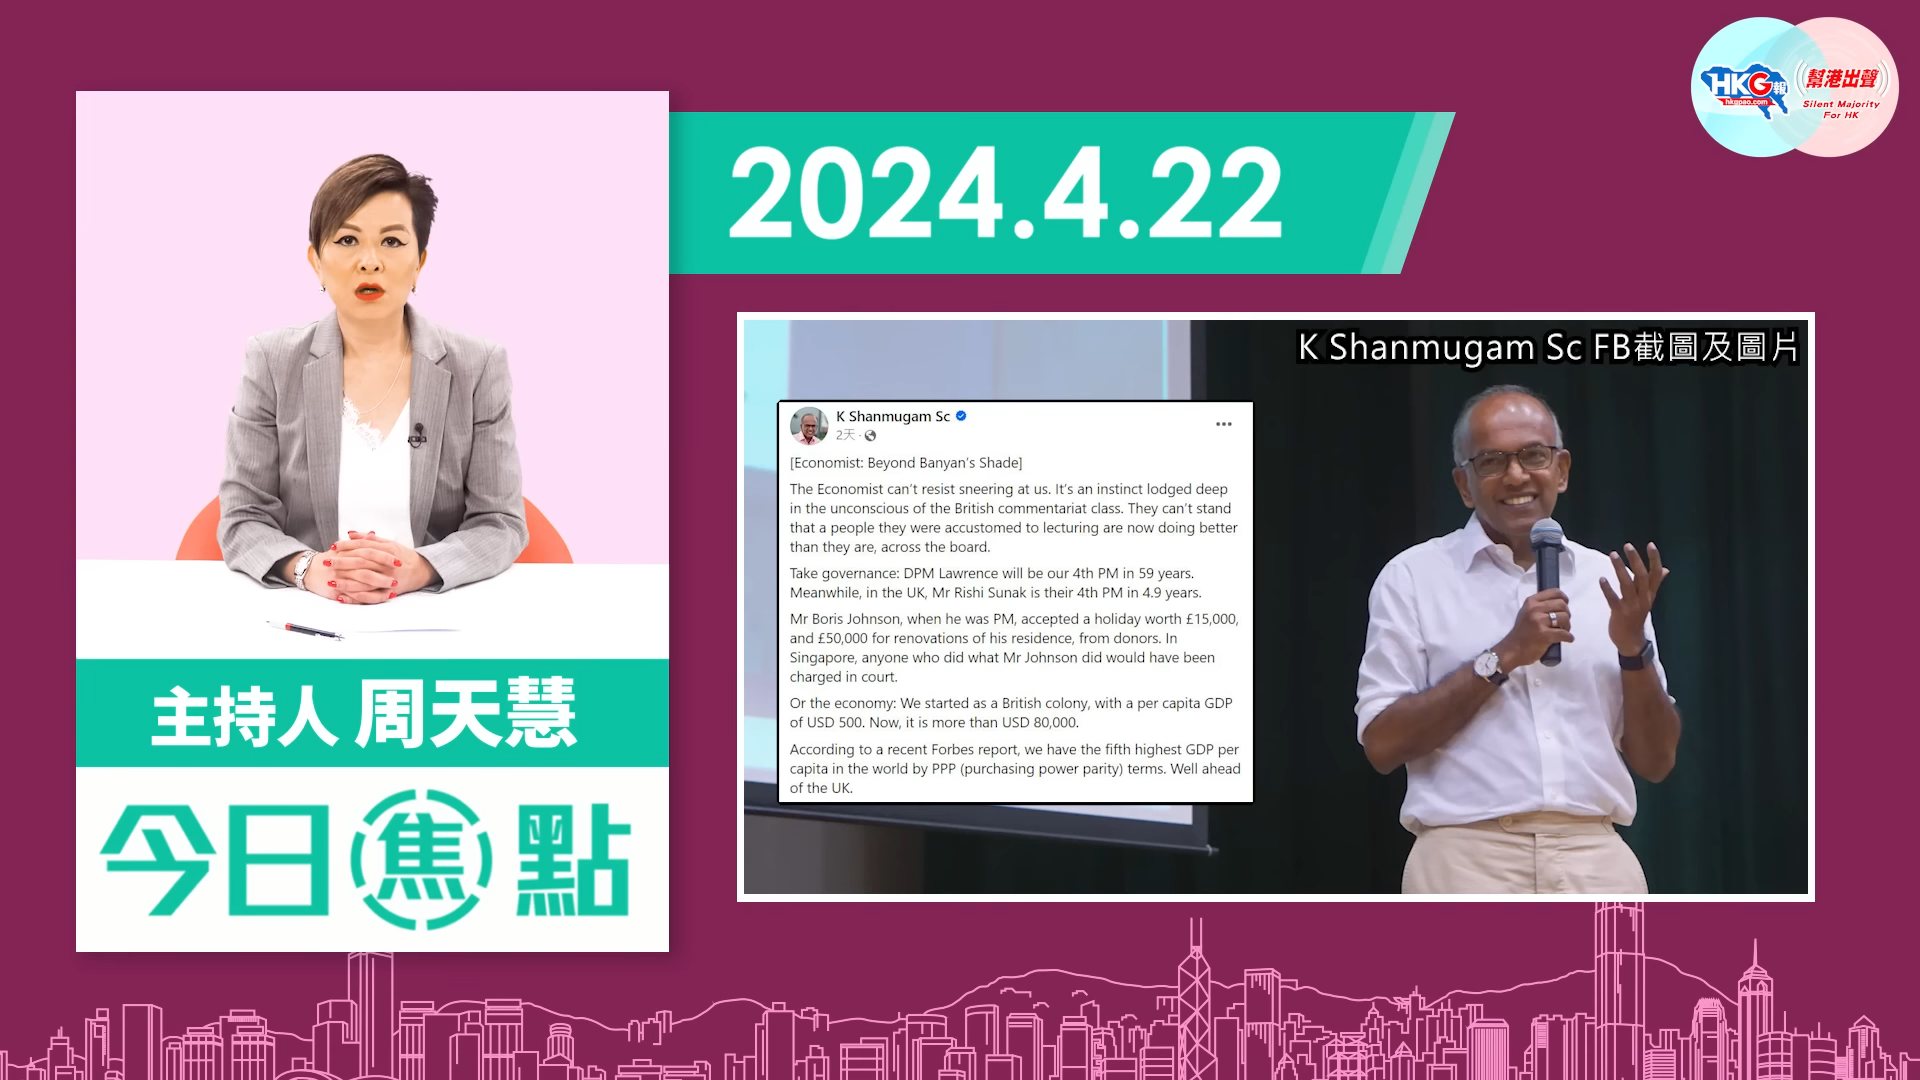 HKG報
hkgpao.com
幫港出聲
Silent Majority
For HK
2024.4.22
K Shanmugam Sc FB截圖及圖片
K Shanmugam Sc
2天
[Economist: Beyond Banyan's Shade]
The Economist can't resist sneering at us. It's an instinct lodged deep
in the unconscious of the British commentariat class. They can't stand
that a people they were accustomed to lecturing are now doing better
than they are, across the board.
Take governance: DPM Lawrence will be our 4th PM in 59 years.
Meanwhile, in the UK, Mr Rishi Sunak is their 4th PM in 4.9 years.
Mr Boris Johnson, when he was PM, accepted a holiday worth £15,000,
and £50,000 for renovations of his residence, from donors. In
Singapore, anyone who did what Mr Johnson did would have been
charged in court.
Or the economy: We started as a British colony, with a per capita GDP
of USD 500. Now, it is more than USD 80,000.
According to a recent Forbes report, we have the fifth highest GDP per
capita in the world by PPP (purchasing power parity) terms. Well ahead
of the UK.
主持人 周天慧
今日焦點